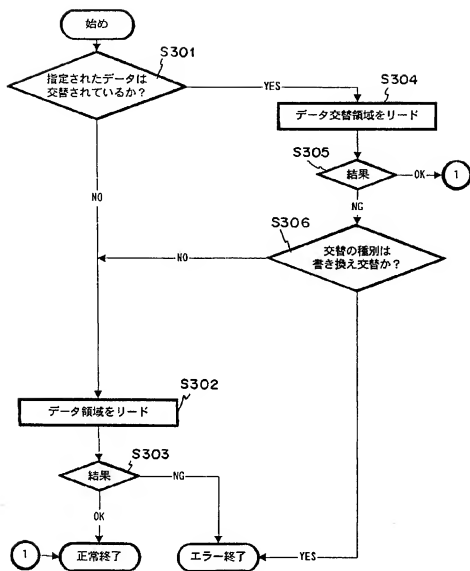 始め
S301
指定されたデータは
交替されているか？
YES
S304
データ交替領域をリード
S305
結果
OK
1
NG
NO
S306
交替の種別は
書き換え交替か？
NO
S302
データ領域をリード
S303
結果
NG
OK
1
正常終了
エラー終了
YES